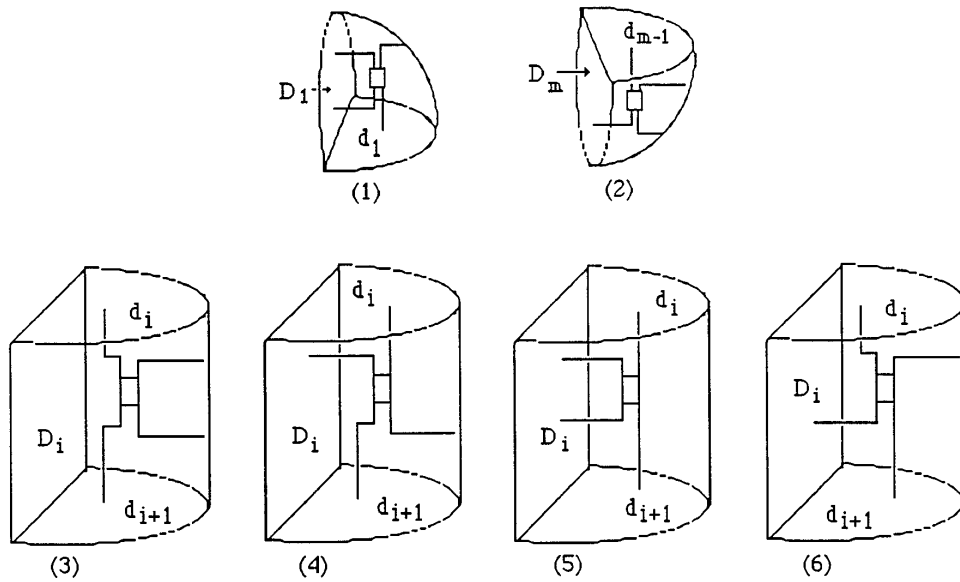 D₁
d₁
(1)
dₘ₋₁
Dₘ
(2)
dᵢ
Dᵢ
dᵢ₊₁
(3)
dᵢ
Dᵢ
dᵢ₊₁
(4)
dᵢ
Dᵢ
dᵢ₊₁
(5)
dᵢ
Dᵢ
dᵢ₊₁
(6)